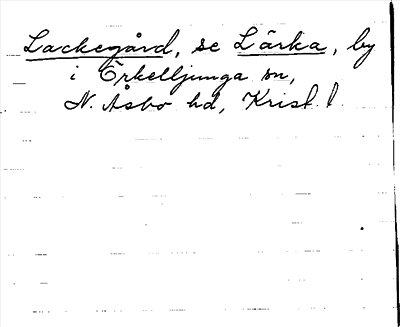 Lackegård, se Lärka, by
i Örkelljunga sn,
N. Åsbo hd, Krist. l.